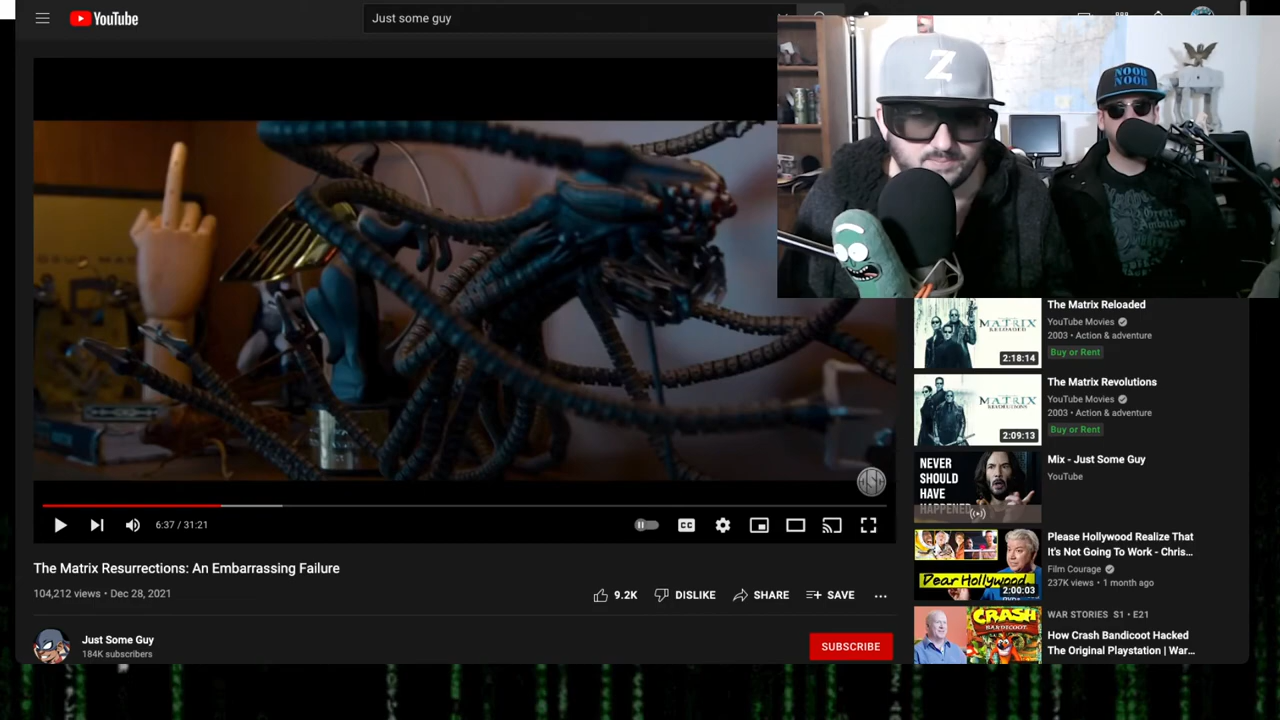 YouTube
Just some guy
Z
NOOB
NOOB
Great
Ambition
6:37 / 31:21
CC
The Matrix Resurrections: An Embarrassing Failure
104,212 views • Dec 28, 2021
9.2K
DISLIKE
SHARE
SAVE
Just Some Guy
184K subscribers
SUBSCRIBE
MATRIX
2:18:14
The Matrix Reloaded
YouTube Movies
2003 • Action & adventure
Buy or Rent
MATRIX
2:09:13
The Matrix Revolutions
YouTube Movies
2003 • Action & adventure
Buy or Rent
NEVER
SHOULD
HAVE
HAPPENED
Mix - Just Some Guy
YouTube
Dear Hollywood
2:00:03
Please Hollywood Realize That
It's Not Going To Work - Chris...
Film Courage
237K views • 1 month ago
CRASH
BANDICOOT
WAR STORIES S1 • E21
How Crash Bandicoot Hacked
The Original Playstation | War...